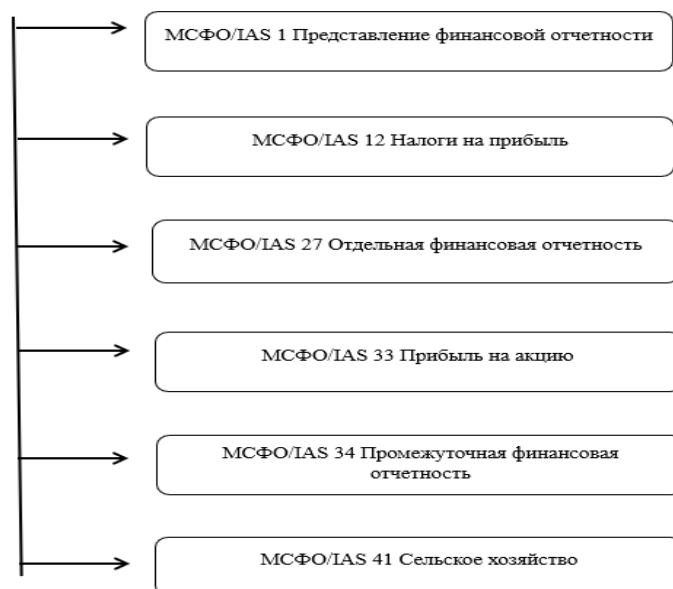 МСФО/IAS 1 Представление финансовой отчетности
МСФО/IAS 12 Налоги на прибыль
МСФО/IAS 27 Отдельная финансовая отчетность
МСФО/IAS 33 Прибыль на акцию
МСФО/IAS 34 Промежуточная финансовая
отчетность
МСФО/IAS 41 Сельское хозяйство